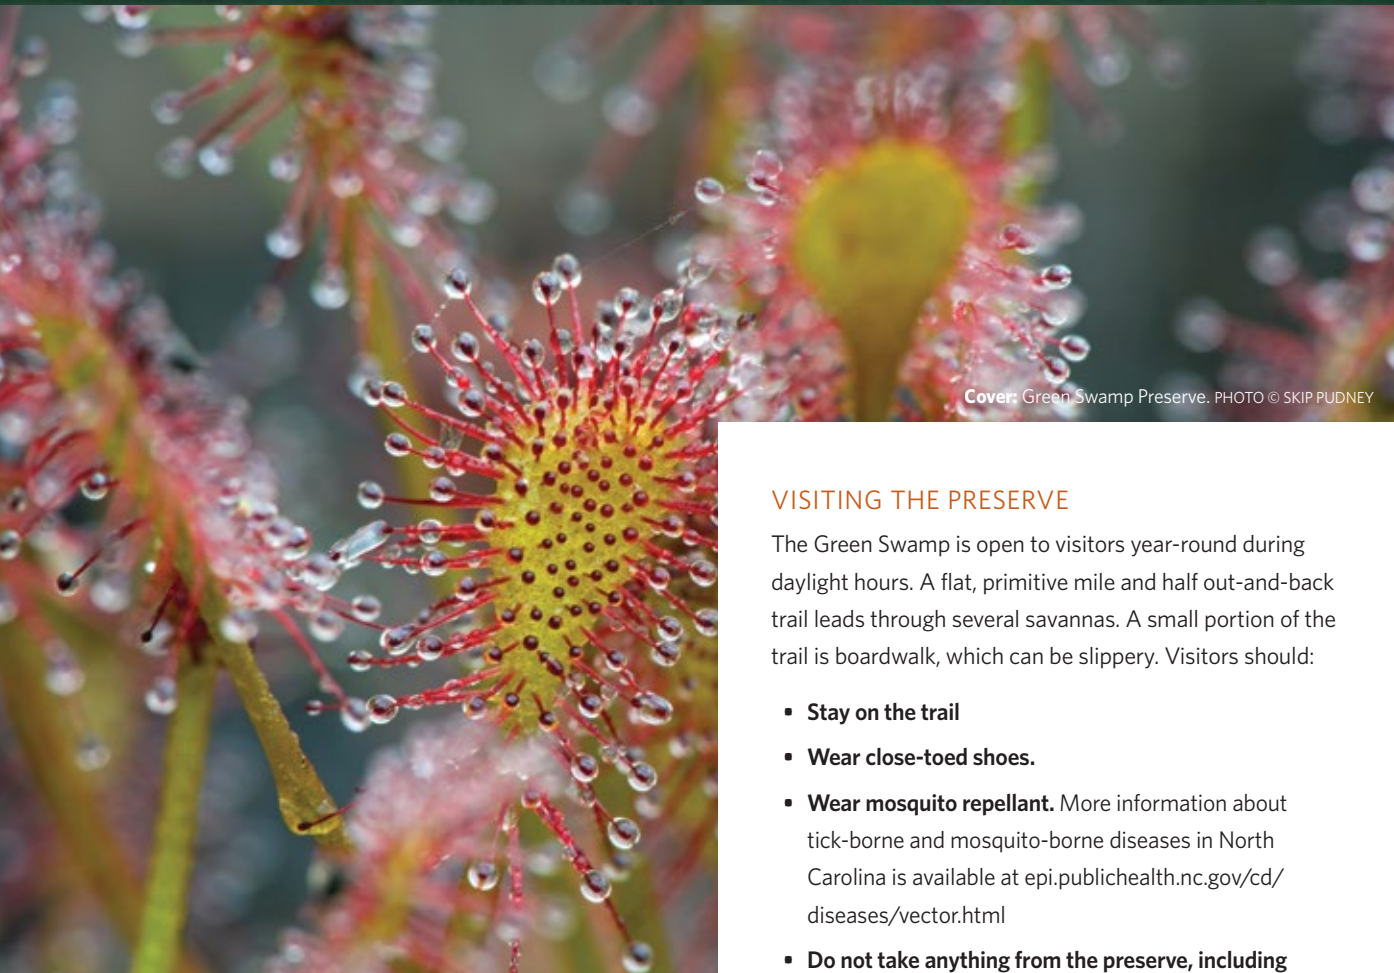 Cover: Green Swamp Preserve. PHOTO © SKIP PUDNEY
VISITING THE PRESERVE
The Green Swamp is open to visitors year-round during
daylight hours. A flat, primitive mile and half out-and-back
trail leads through several savannas. A small portion of the
trail is boardwalk, which can be slippery. Visitors should:
• Stay on the trail
• Wear close-toed shoes.
• Wear mosquito repellant. More information about
tick-borne and mosquito-borne diseases in North
Carolina is available at epi.publichealth.nc.gov/cd/
diseases/vector.html
• Do not take anything from the preserve, including